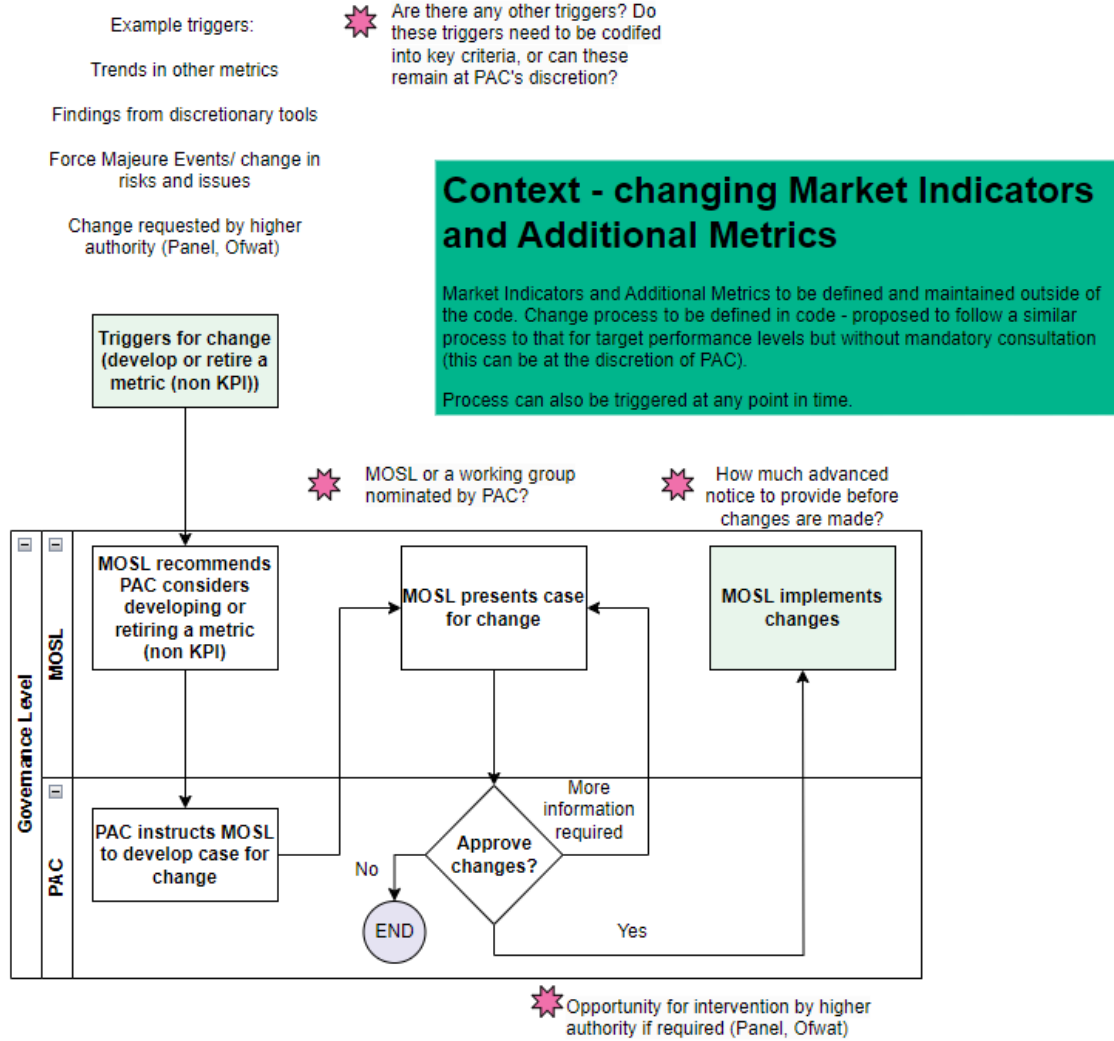 Example triggers:
Trends in other metrics
Findings from discretionary tools
Force Majeure Events/ change in
risks and issues
Change requested by higher
authority (Panel, Ofwat)
Are there any other triggers? Do
these triggers need to be codifed
into key criteria, or can these
remain at PAC's discretion?
Context - changing Market Indicators
and Additional Metrics
Market Indicators and Additional Metrics to be defined and maintained outside of
the code. Change process to be defined in code - proposed to follow a similar
process to that for target performance levels but without mandatory consultation
(this can be at the discretion of PAC).
Process can also be triggered at any point in time.
Triggers for change
(develop or retire a
metric (non KPI))
MOSL or a working group
nominated by PAC?
How much advanced
notice to provide before
changes are made?
Governance Level
MOSL
MOSL recommends
PAC considers
developing or
retiring a metric
(non KPI)
MOSL presents case
for change
MOSL implements
changes
PAC
PAC instructs MOSL
to develop case for
change
Approve
changes?
More
information
required
No
END
Yes
Opportunity for intervention by higher
authority if required (Panel, Ofwat)